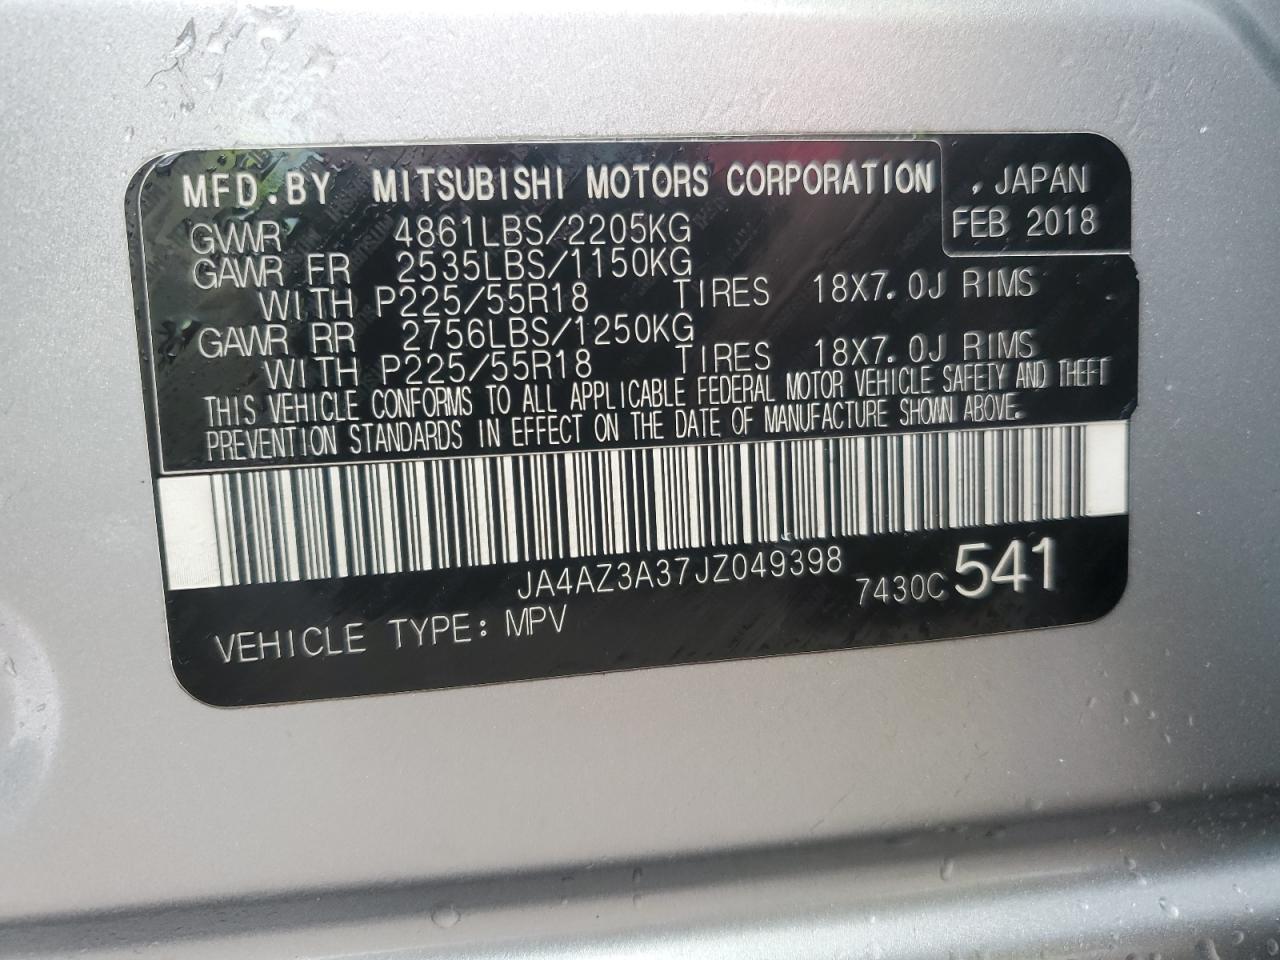 MFD.BY MITSUBISHI MOTORS CORPORATION , JAPAN
FEB 2018
GVWR 4861LBS/2205KG
GAWR FR 2535LBS/1150KG
WITH P225/55R18 TIRES 18X7.0J RIMS
GAWR RR 2756LBS/1250KG
WITH P225/55R18 TIRES 18X7.0J RIMS
THIS VEHICLE CONFORMS TO ALL APPLICABLE FEDERAL MOTOR VEHICLE SAFETY AND THEFT
PREVENTION STANDARDS IN EFFECT ON THE DATE OF MANUFACTURE SHOWN ABOVE.
JA4AZ3A37JZ049398
7430C 541
VEHICLE TYPE: MPV